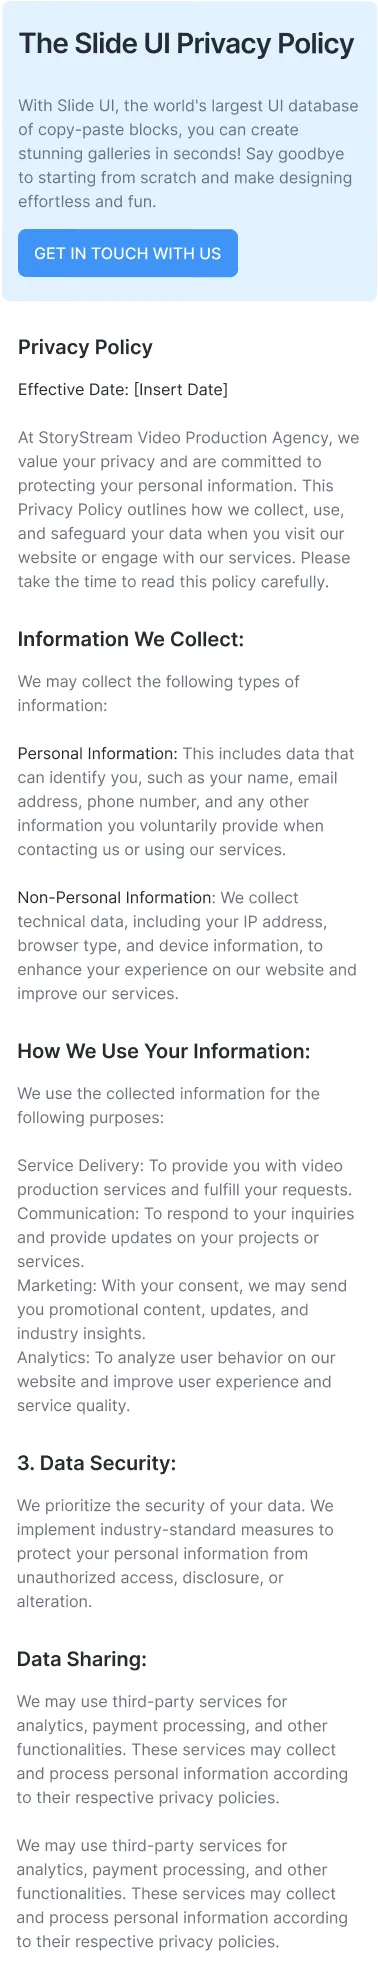 The Slide UI Privacy Policy
With Slide UI, the world's largest UI database
of copy-paste blocks, you can create
stunning galleries in seconds! Say goodbye
to starting from scratch and make designing
effortless and fun.
GET IN TOUCH WITH US
Privacy Policy
Effective Date: [Insert Date]
At StoryStream Video Production Agency, we
value your privacy and are committed to
protecting your personal information. This
Privacy Policy outlines how we collect, use,
and safeguard your data when you visit our
website or engage with our services. Please
take the time to read this policy carefully.
Information We Collect:
We may collect the following types of
information:
Personal Information: This includes data that
can identify you, such as your name, email
address, phone number, and any other
information you voluntarily provide when
contacting us or using our services.
Non-Personal Information: We collect
technical data, including your IP address,
browser type, and device information, to
enhance your experience on our website and
improve our services.
How We Use Your Information:
We use the collected information for the
following purposes:
Service Delivery: To provide you with video
production services and fulfill your requests.
Communication: To respond to your inquiries
and provide updates on your projects or
services.
Marketing: With your consent, we may send
you promotional content, updates, and
industry insights.
Analytics: To analyze user behavior on our
website and improve user experience and
service quality.
3. Data Security:
We prioritize the security of your data. We
implement industry-standard measures to
protect your personal information from
unauthorized access, disclosure, or
alteration.
Data Sharing:
We may use third-party services for
analytics, payment processing, and other
functionalities. These services may collect
and process personal information according
to their respective privacy policies.
We may use third-party services for
analytics, payment processing, and other
functionalities. These services may collect
and process personal information according
to their respective privacy policies.